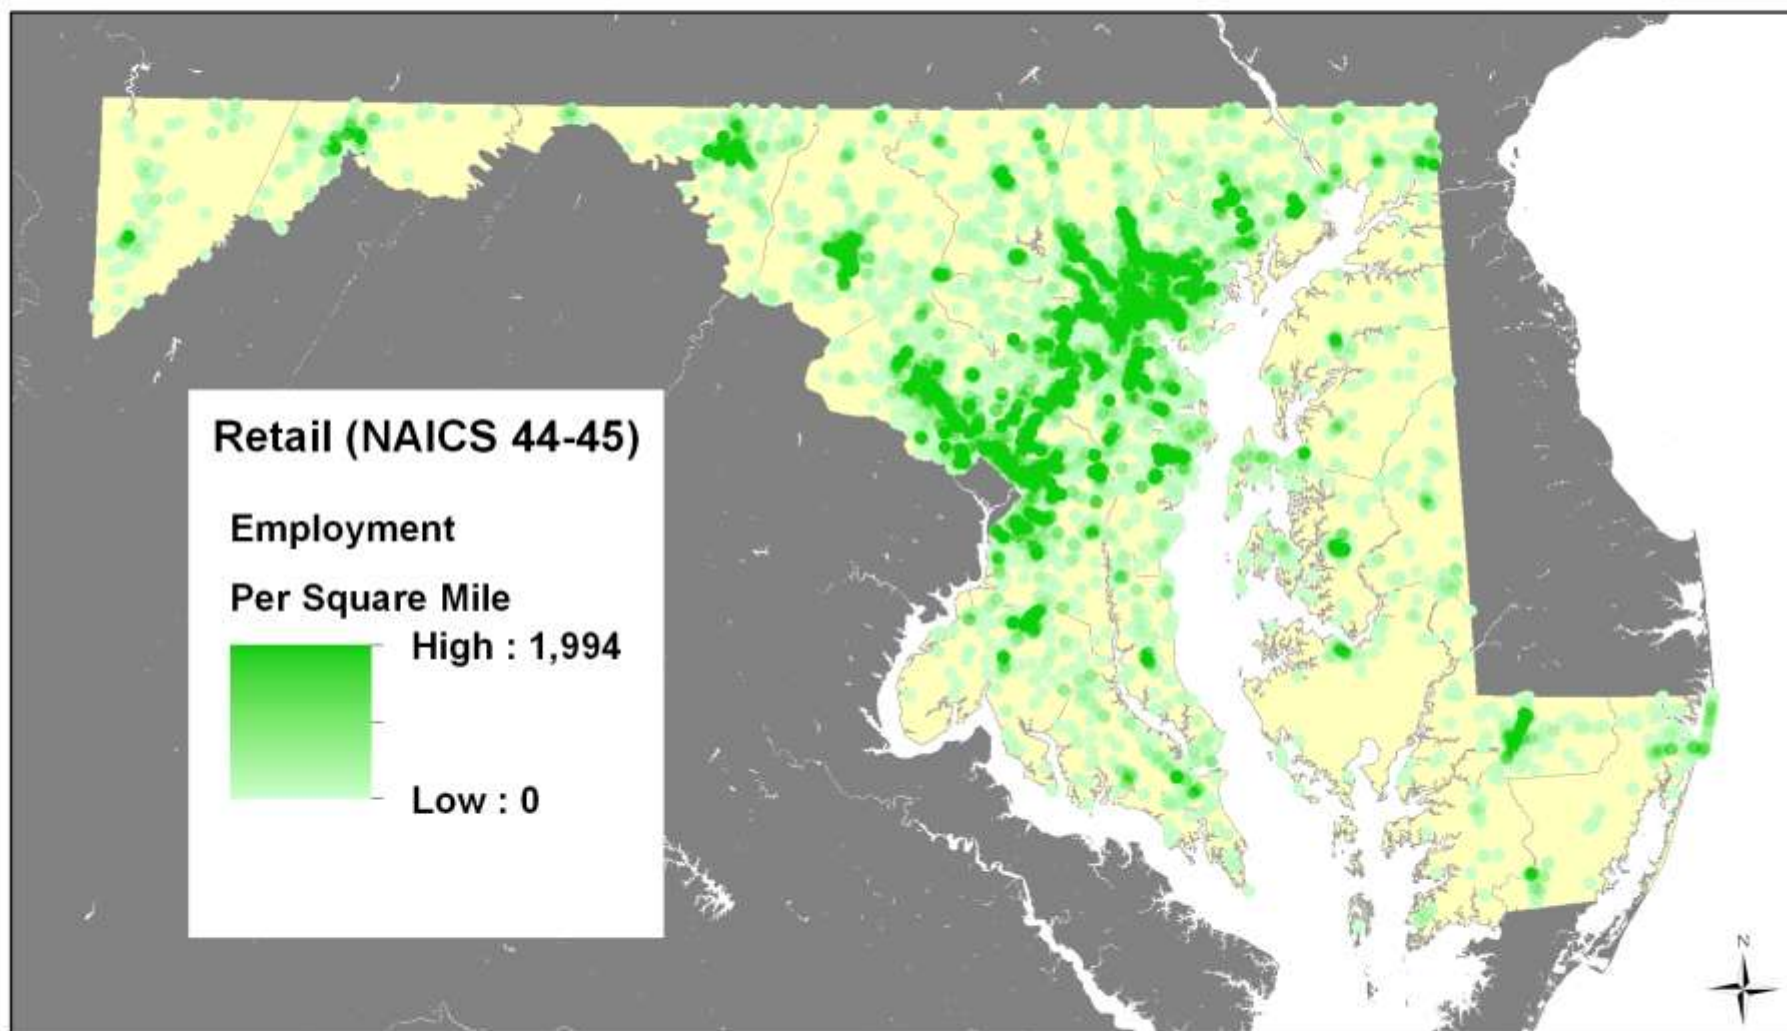 Retail (NAICS 44-45)
Employment
Per Square Mile
High : 1,994
Low : 0
N